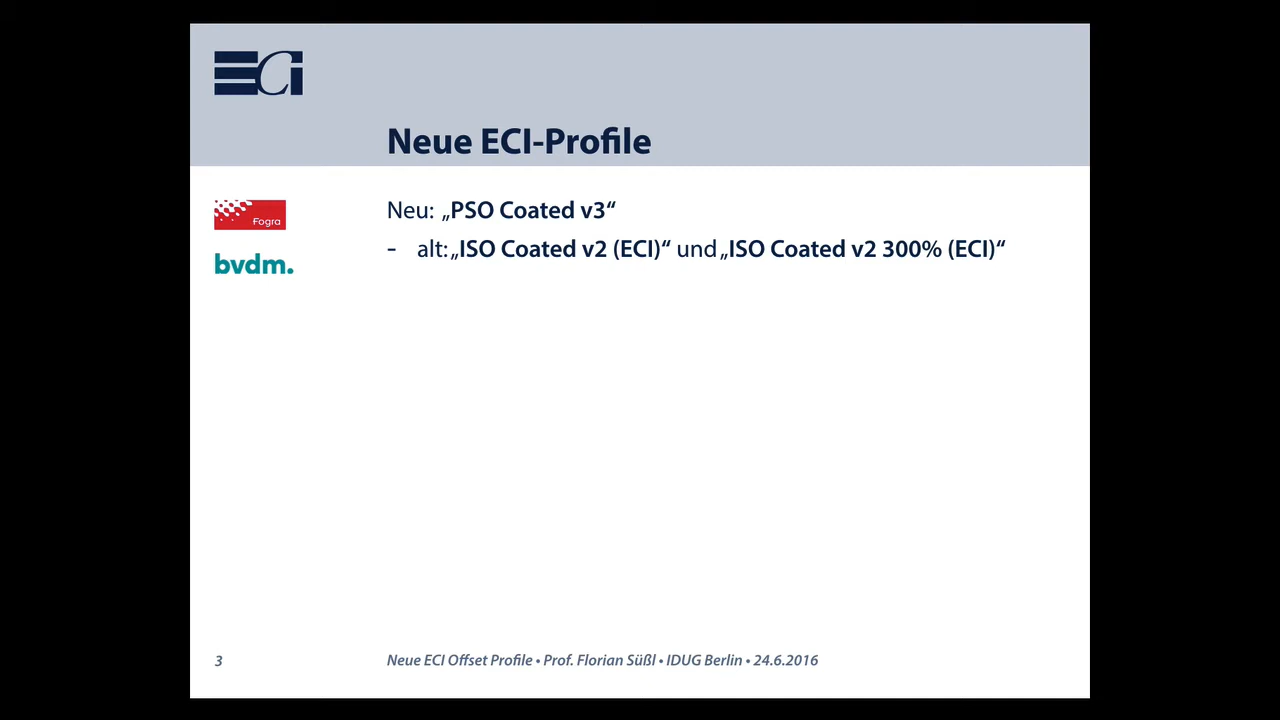 ECi
Neue ECI-Profile
Fogra
bvdm.
Neu: „PSO Coated v3“
- alt: „ISO Coated v2 (ECI)“ und „ISO Coated v2 300% (ECI)“
3
Neue ECI Offset Profile • Prof. Florian Süßl • IDUG Berlin • 24.6.2016